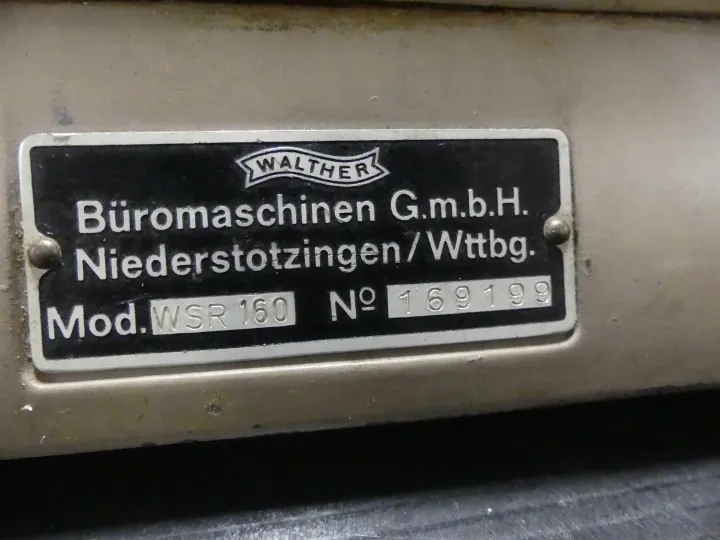 WALTHER
Büromaschinen G.m.b.H.
Niederstotzingen/Wttbg.
Mod. WSR 160 Nº 169199